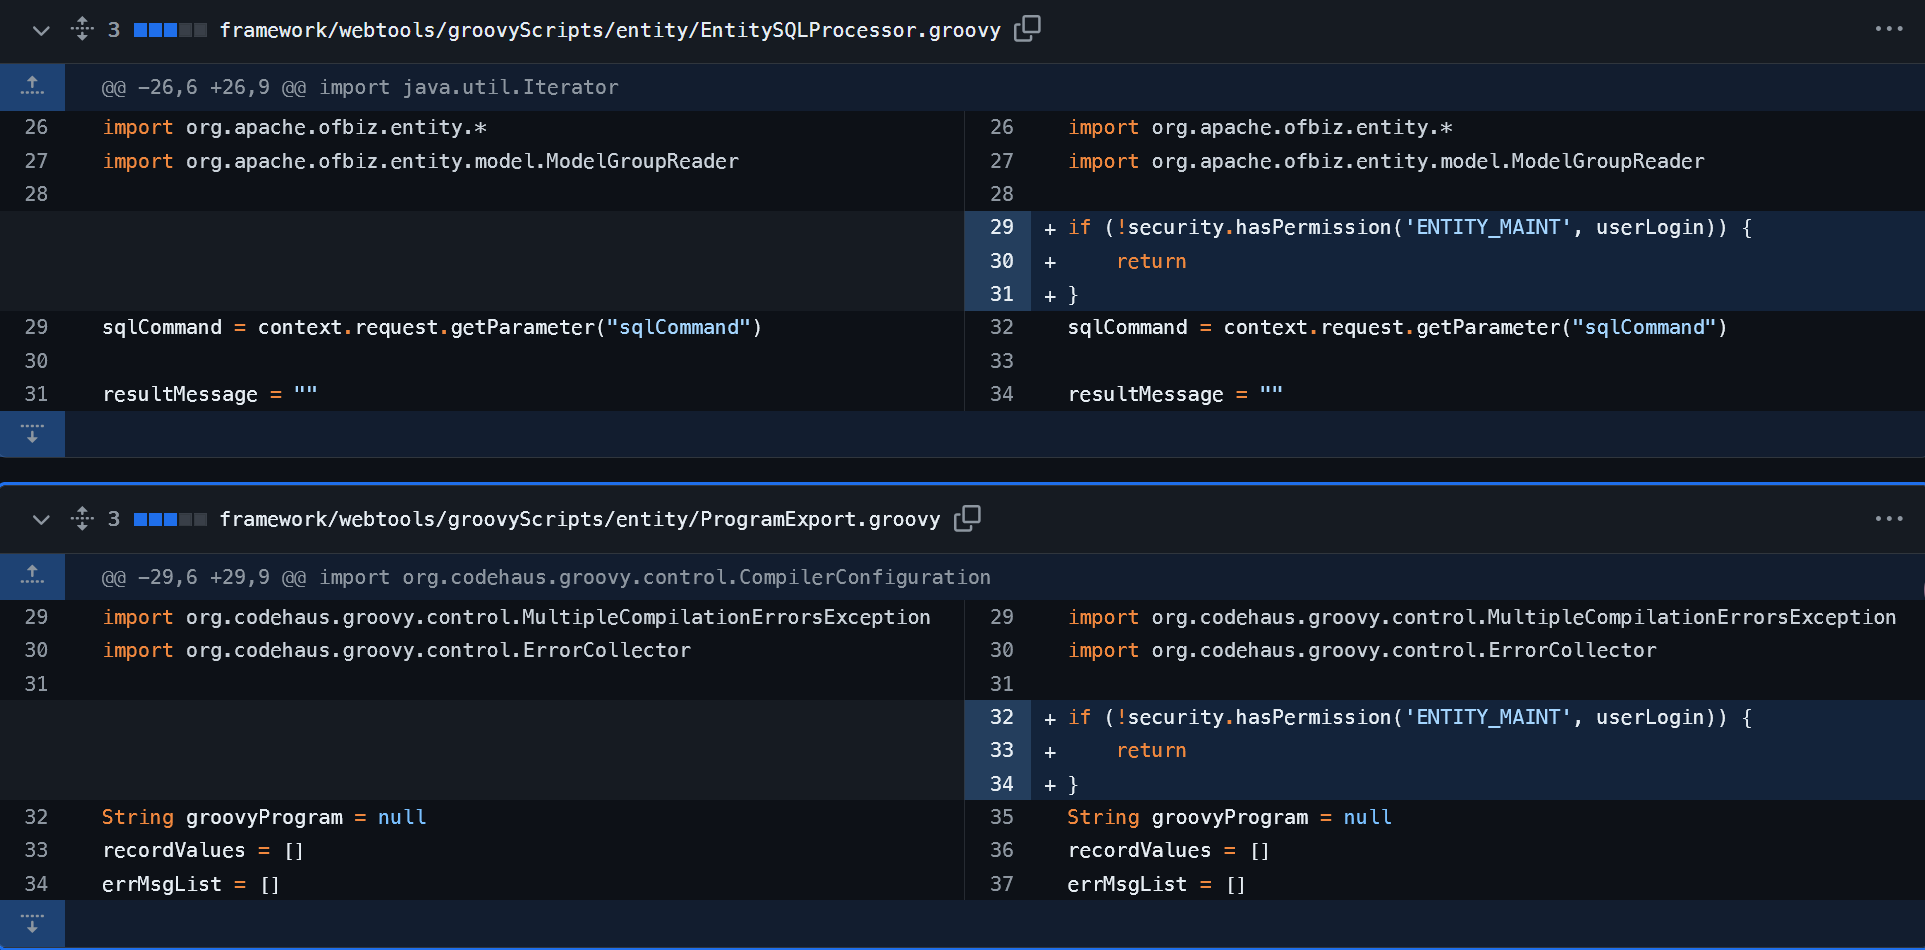 3 framework/webtools/groovyScripts/entity/EntitySQLProcessor.groovy
@@ -26,6 +26,9 @@ import java.util.Iterator
26 import org.apache.ofbiz.entity.* 26 import org.apache.ofbiz.entity.*
27 import org.apache.ofbiz.entity.model.ModelGroupReader 27 import org.apache.ofbiz.entity.model.ModelGroupReader
28 28
29 + if (!security.hasPermission('ENTITY_MAINT', userLogin)) {
30 + return
31 + }
29 sqlCommand = context.request.getParameter("sqlCommand") 32 sqlCommand = context.request.getParameter("sqlCommand")
30 33
31 resultMessage = "" 34 resultMessage = ""
3 framework/webtools/groovyScripts/entity/ProgramExport.groovy
@@ -29,6 +29,9 @@ import org.codehaus.groovy.control.CompilerConfiguration
29 import org.codehaus.groovy.control.MultipleCompilationErrorsException 29 import org.codehaus.groovy.control.MultipleCompilationErrorsException
30 import org.codehaus.groovy.control.ErrorCollector 30 import org.codehaus.groovy.control.ErrorCollector
31 31
32 + if (!security.hasPermission('ENTITY_MAINT', userLogin)) {
33 + return
34 + }
32 String groovyProgram = null 35 String groovyProgram = null
33 recordValues = [] 36 recordValues = []
34 errMsgList = [] 37 errMsgList = []